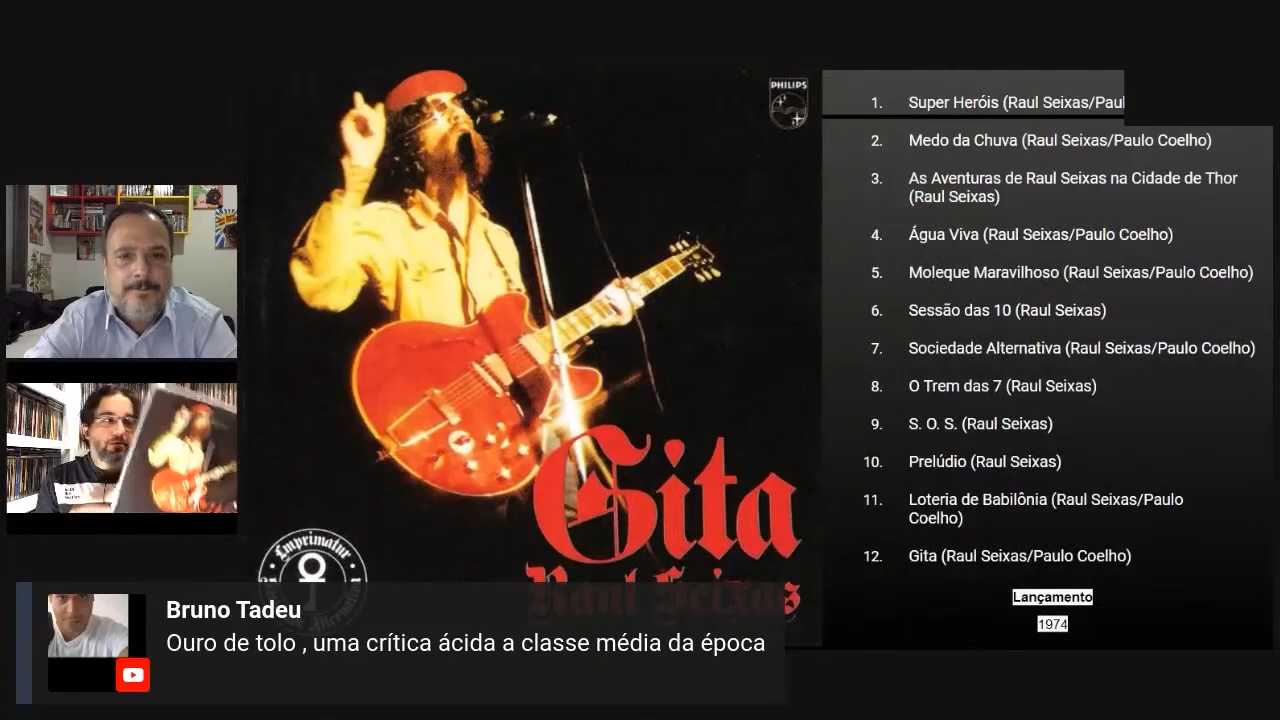 PHILIPS
1. Super Heróis (Raul Seixas/Paul
2. Medo da Chuva (Raul Seixas/Paulo Coelho)
3. As Aventuras de Raul Seixas na Cidade de Thor
(Raul Seixas)
4. Água Viva (Raul Seixas/Paulo Coelho)
5. Moleque Maravilhoso (Raul Seixas/Paulo Coelho)
6. Sessão das 10 (Raul Seixas)
7. Sociedade Alternativa (Raul Seixas/Paulo Coelho)
8. O Trem das 7 (Raul Seixas)
9. S. O. S. (Raul Seixas)
10. Prelúdio (Raul Seixas)
11. Loteria de Babilônia (Raul Seixas/Paulo
Coelho)
12. Gita (Raul Seixas/Paulo Coelho)
Lançamento
1974
Gita
Raul Seixas
Imprimatur
Bruno Tadeu
Ouro de tolo , uma crítica ácida a classe média da época